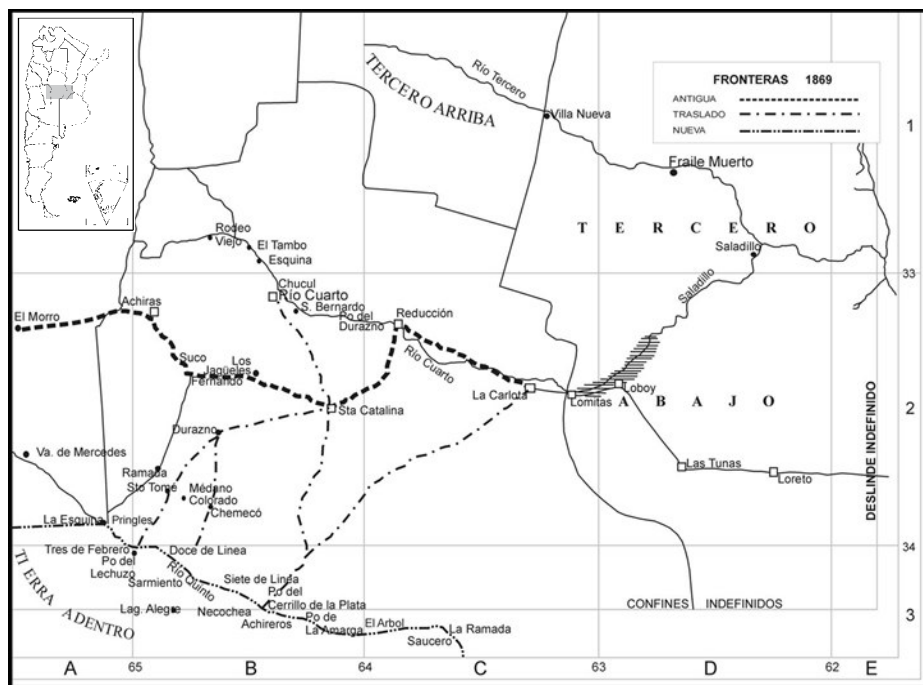 FRONTERAS 1869
ANTIGUA
TRASLADO
NUEVA
TERCERO ARRIBA
Río Tercero
Villa Nueva
Fraile Muerto
1
T E R C E R O
Saladillo
Saladillo
Rodeo
Viejo
El Tambo
Esquina
33
Chucul
Río Cuarto
S. Bernardo
Po del
Durazno
Reducción
Achiras
El Morro
Río Cuarto
Suco
Los
Jagüeles
Fernando
La Carlota
Lomitas
Loboy
A B A J O
2
Sta Catalina
Durazno
Va. de Mercedes
Ramada
Sto Tomé
Médano
Colorado
Chemecó
Las Tunas
Loreto
DESLINDE INDEFINIDO
La Esquina
Pringles
34
Tres de Febrero
Po del
Lechuzo
Doce de Linea
Sarmiento
Río Quinto
Siete de Linea
Po del
Cerrillo de la Plata
Lag. Alegre
Necochea
Achireros
Po de
La Amarga
El Arbol
La Ramada
Saucero
TIERRA ADENTRO
CONFINES INDEFINIDOS
3
A
65
B
64
C
63
D
62
E